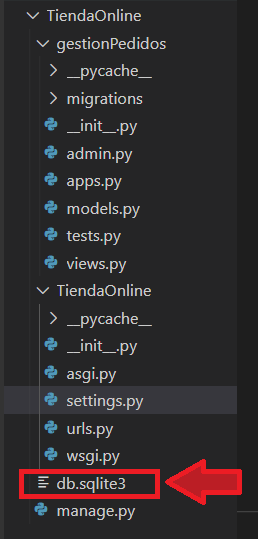 TiendaOnline
gestionPedidos
__pycache__
migrations
__init__.py
admin.py
apps.py
models.py
tests.py
views.py
TiendaOnline
__pycache__
__init__.py
asgi.py
settings.py
urls.py
wsgi.py
db.sqlite3
manage.py